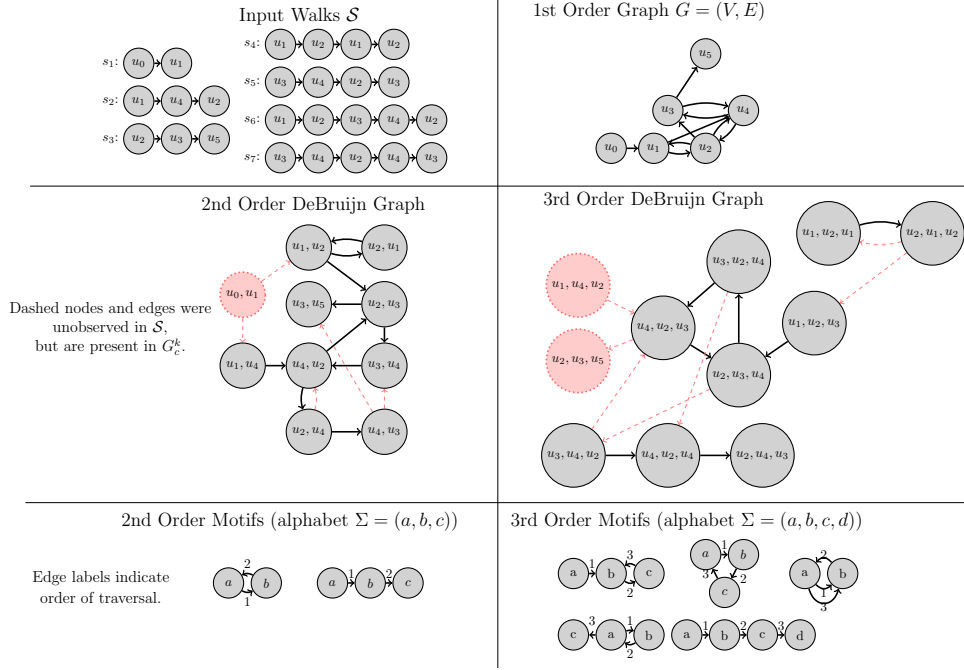 Input Walks 𝒮
s₁: u₀ u₁
s₂: u₁ u₄ u₂
s₃: u₂ u₃ u₅
s₄: u₁ u₂ u₁ u₂
s₅: u₃ u₄ u₂ u₃
s₆: u₁ u₂ u₃ u₄ u₂
s₇: u₃ u₄ u₂ u₄ u₃
1st Order Graph G = (V, E)
u₅
u₃ u₄
u₀ u₁ u₂
2nd Order DeBruijn Graph
u₁, u₂ u₂, u₁
u₀, u₁
u₃, u₅ u₂, u₃
u₁, u₄ u₄, u₂ u₃, u₄
u₂, u₄ u₄, u₃
Dashed nodes and edges were
unobserved in 𝒮,
but are present in G_c^k.
3rd Order DeBruijn Graph
u₁, u₂, u₁ u₂, u₁, u₂
u₃, u₂, u₄
u₁, u₄, u₂
u₄, u₂, u₃ u₁, u₂, u₃
u₂, u₃, u₅
u₂, u₃, u₄
u₃, u₄, u₂ u₄, u₂, u₄ u₂, u₄, u₃
2nd Order Motifs (alphabet Σ = (a, b, c))
Edge labels indicate
order of traversal.
a b 2 1
a 1 b 2 c
3rd Order Motifs (alphabet Σ = (a, b, c, d))
a 1 b 3 2 c
a 1 b 2 c 3
a 2 1 3 b
c 3 a 1 2 b
a 1 b 2 c 3 d